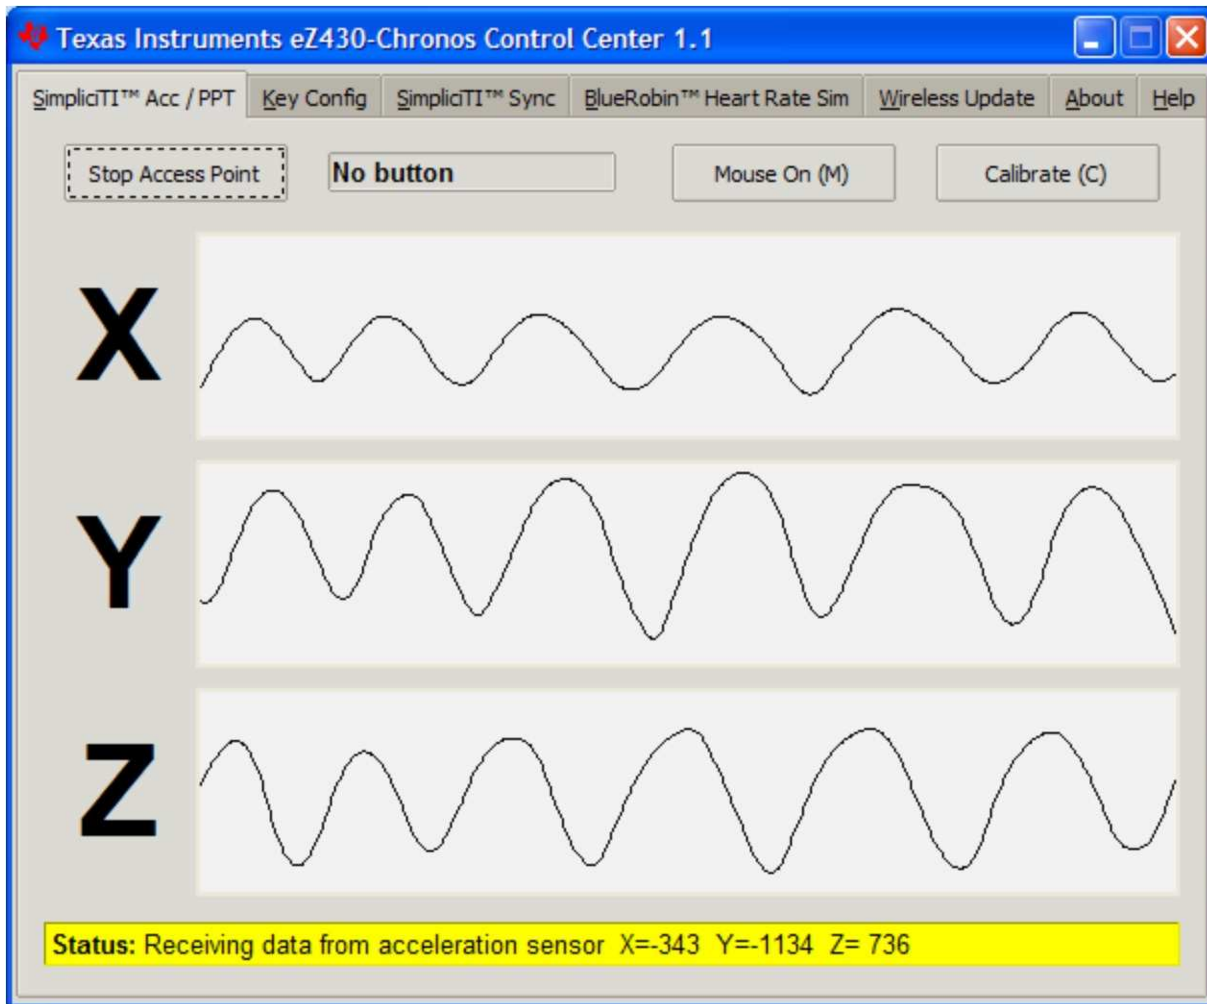 Texas Instruments eZ430-Chronos Control Center 1.1
SimpliciTI™ Acc / PPT Key Config SimpliciTI™ Sync BlueRobin™ Heart Rate Sim Wireless Update About Help
Stop Access Point No button Mouse On (M) Calibrate (C)
X
Y
Z
Status: Receiving data from acceleration sensor X=-343 Y=-1134 Z= 736